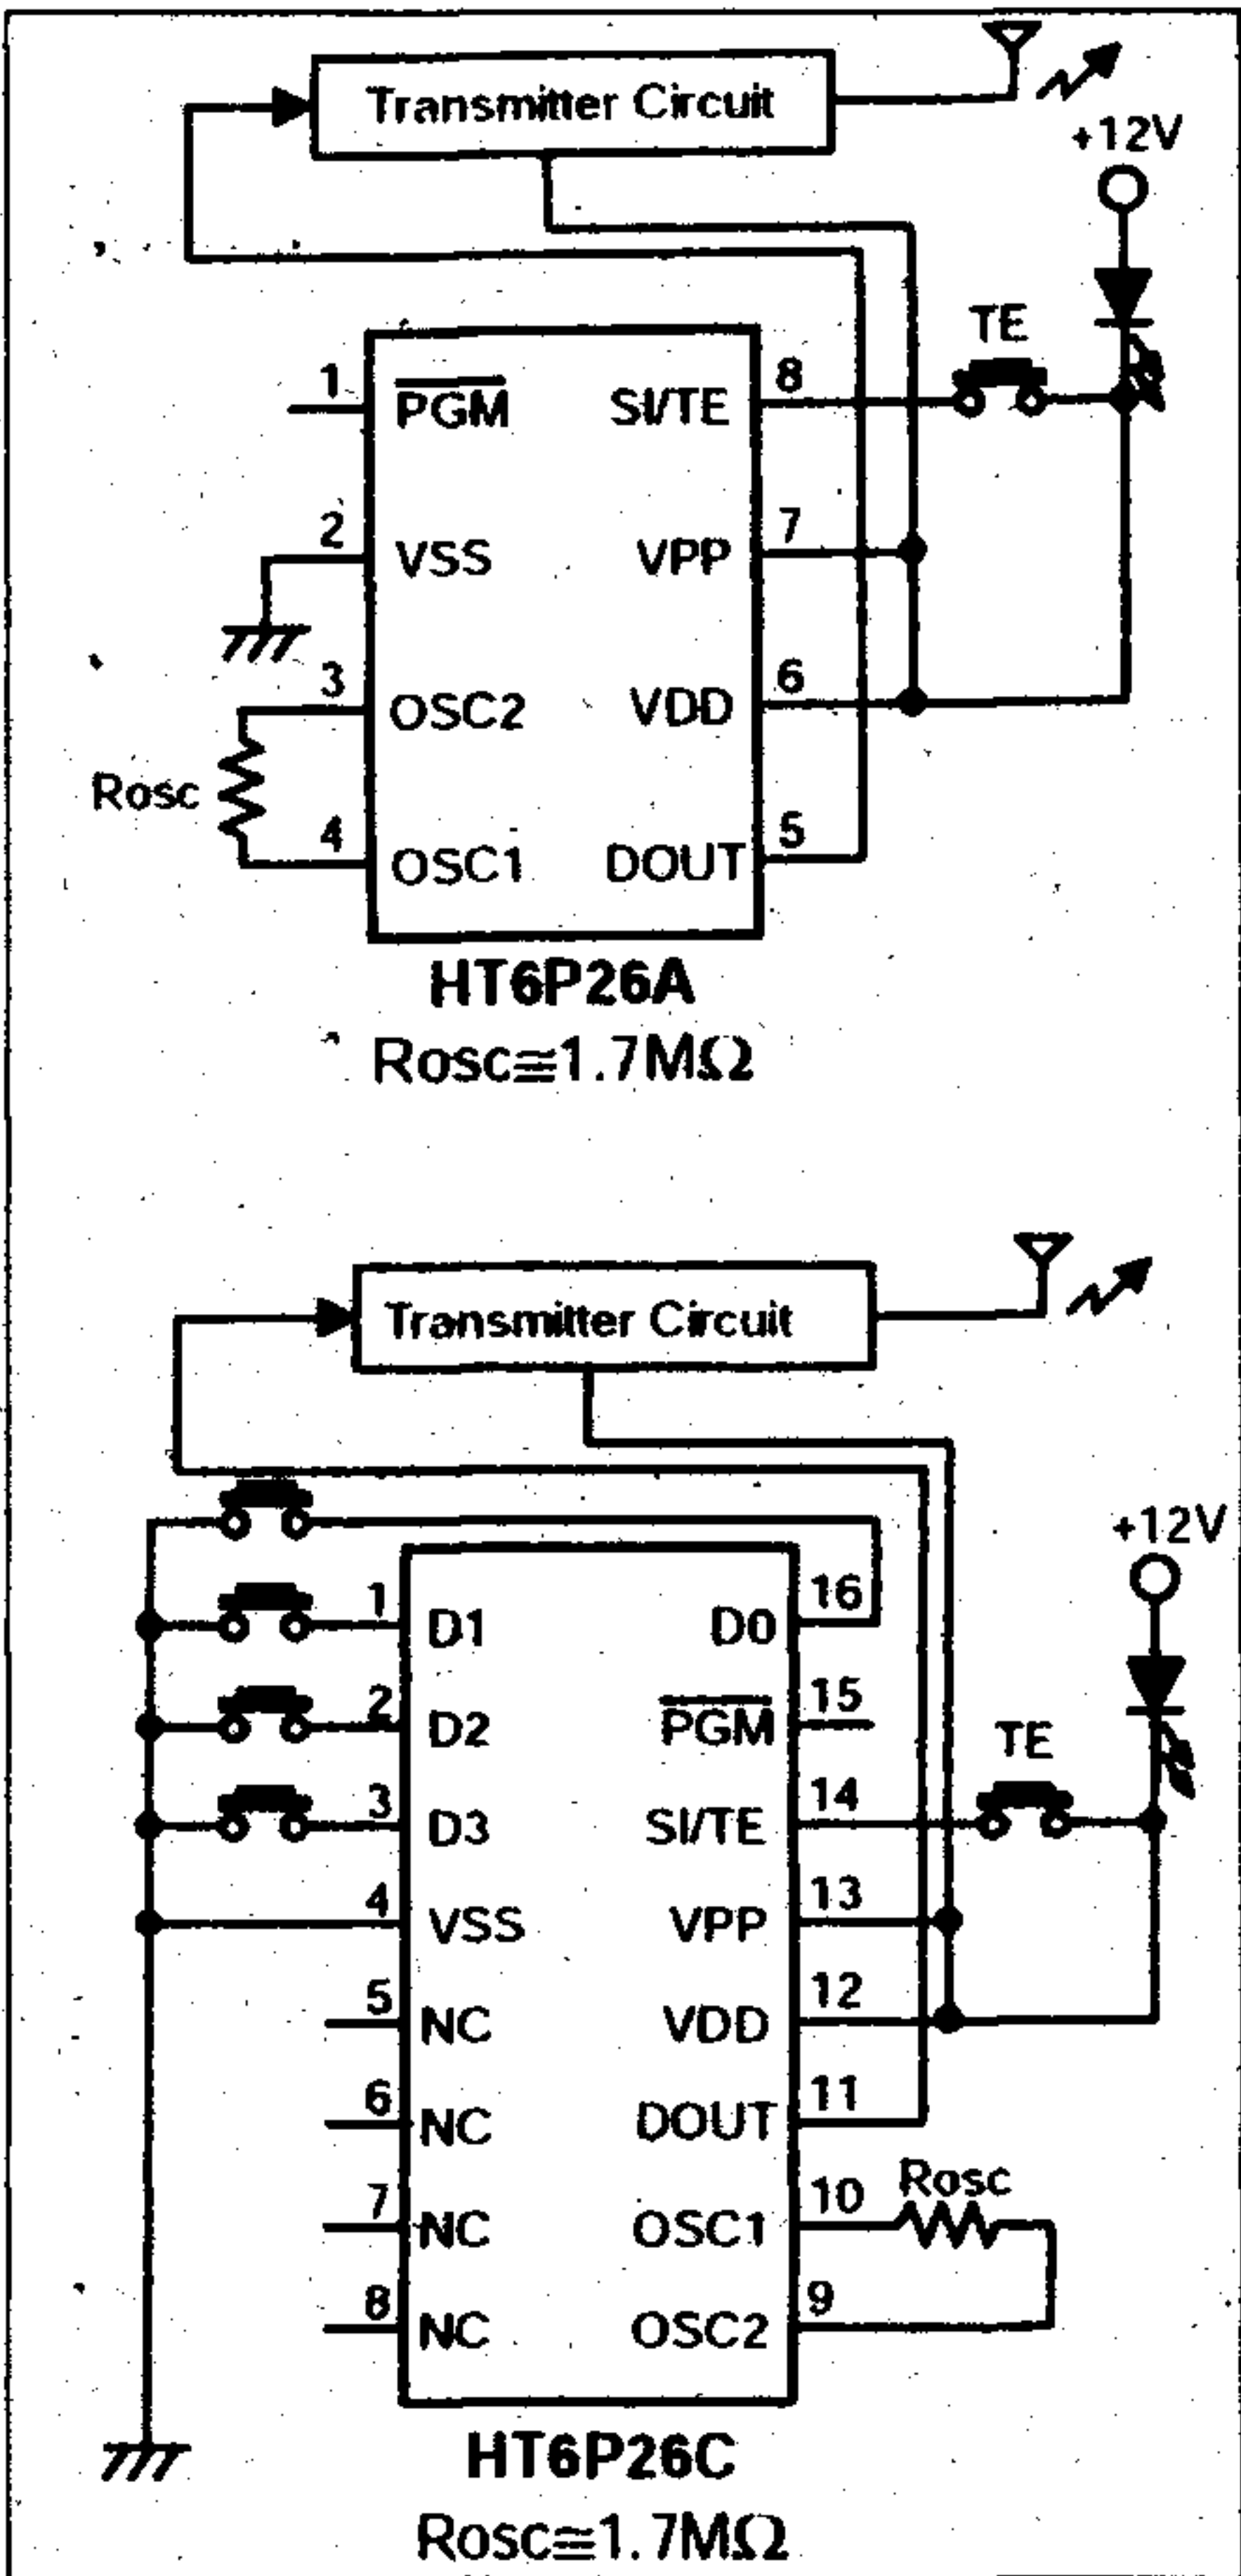 Transmitter Circuit
+12V
TE
1
PGM
SI/TE
8
2
VSS
VPP
7
3
OSC2
VDD
6
Rosc
4
OSC1
DOUT
5
HT6P26A
Rosc≅1.7MΩ
Transmitter Circuit
+12V
1
D1
D0
16
2
D2
PGM
15
TE
3
D3
SI/TE
14
4
VSS
VPP
13
5
NC
VDD
12
6
NC
DOUT
11
7
NC
OSC1
10
Rosc
8
NC
OSC2
9
HT6P26C
Rosc≅1.7MΩ